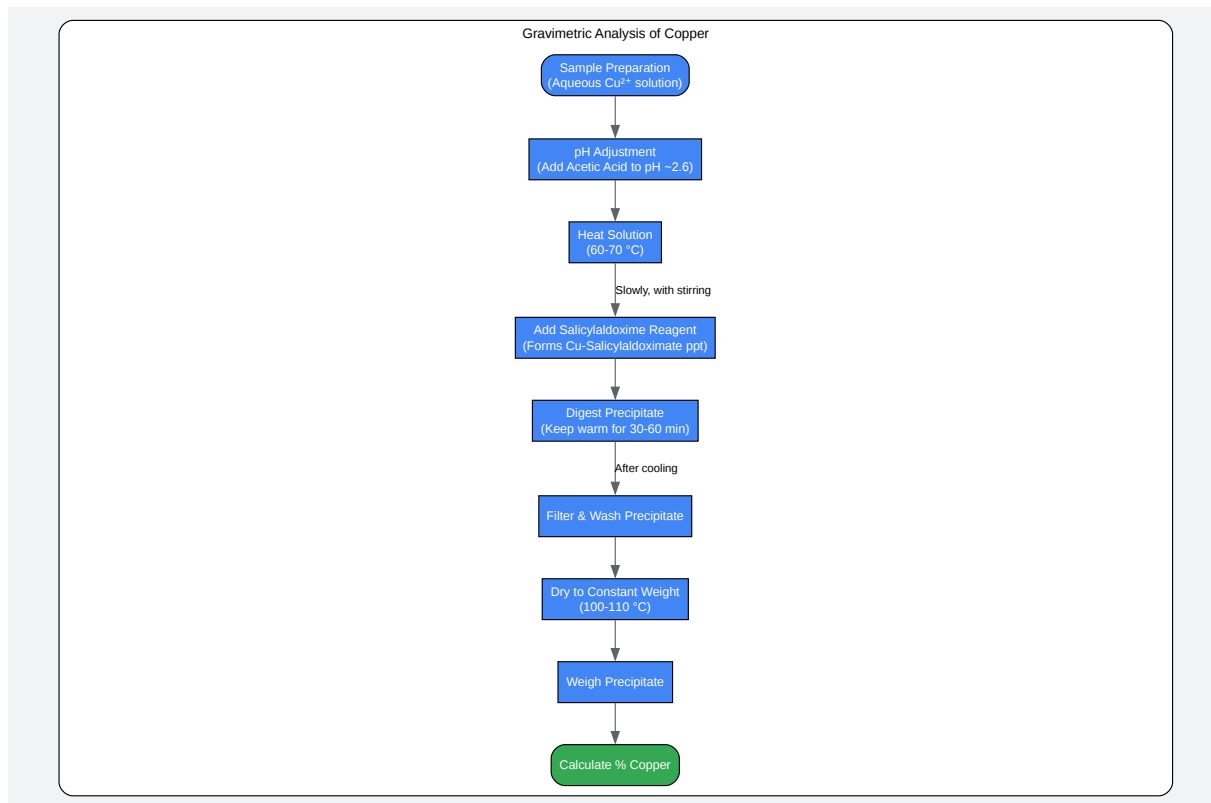 Gravimetric Analysis of Copper
Sample Preparation
(Aqueous Cu²⁺ solution)
pH Adjustment
(Add Acetic Acid to pH ~2.6)
Heat Solution
(60-70 °C)
Slowly, with stirring
Add Salicylaldoxime Reagent
(Forms Cu-Salicylaldoximate ppt)
Digest Precipitate
(Keep warm for 30-60 min)
After cooling
Filter & Wash Precipitate
Dry to Constant Weight
(100-110 °C)
Weigh Precipitate
Calculate % Copper